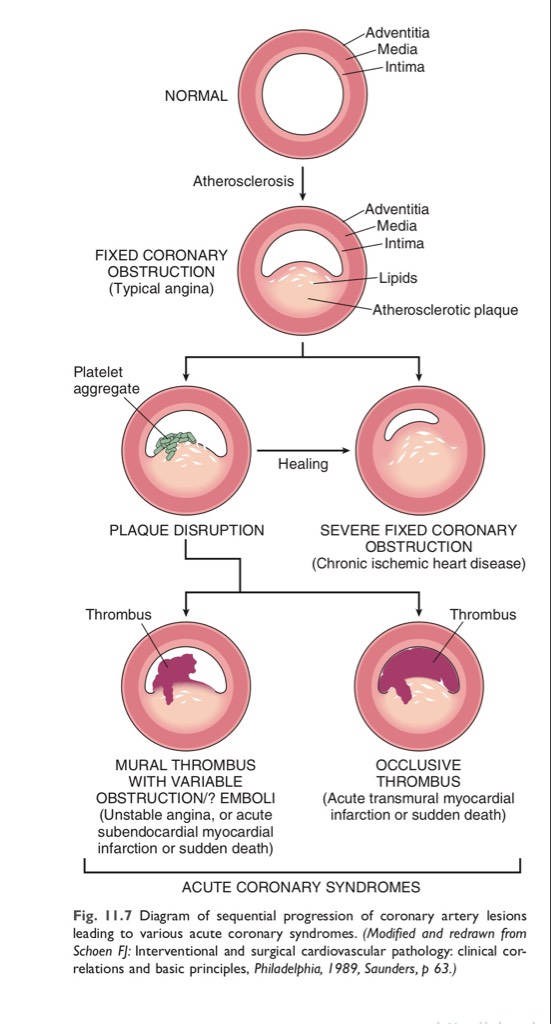 Adventitia
Media
Intima
NORMAL
Atherosclerosis
Adventitia
Media
Intima
FIXED CORONARY
OBSTRUCTION
(Typical angina)
Lipids
Atherosclerotic plaque
Platelet
aggregate
Healing
PLAQUE DISRUPTION
SEVERE FIXED CORONARY
OBSTRUCTION
(Chronic ischemic heart disease)
Thrombus
Thrombus
MURAL THROMBUS
WITH VARIABLE
OBSTRUCTION/? EMBOLI
(Unstable angina, or acute
subendocardial myocardial
infarction or sudden death)
OCCLUSIVE
THROMBUS
(Acute transmural myocardial
infarction or sudden death)
ACUTE CORONARY SYNDROMES
Fig. 11.7 Diagram of sequential progression of coronary artery lesions
leading to various acute coronary syndromes. (Modified and redrawn from
Schoen FJ: Interventional and surgical cardiovascular pathology: clinical cor-
relations and basic principles, Philadelphia, 1989, Saunders, p 63.)